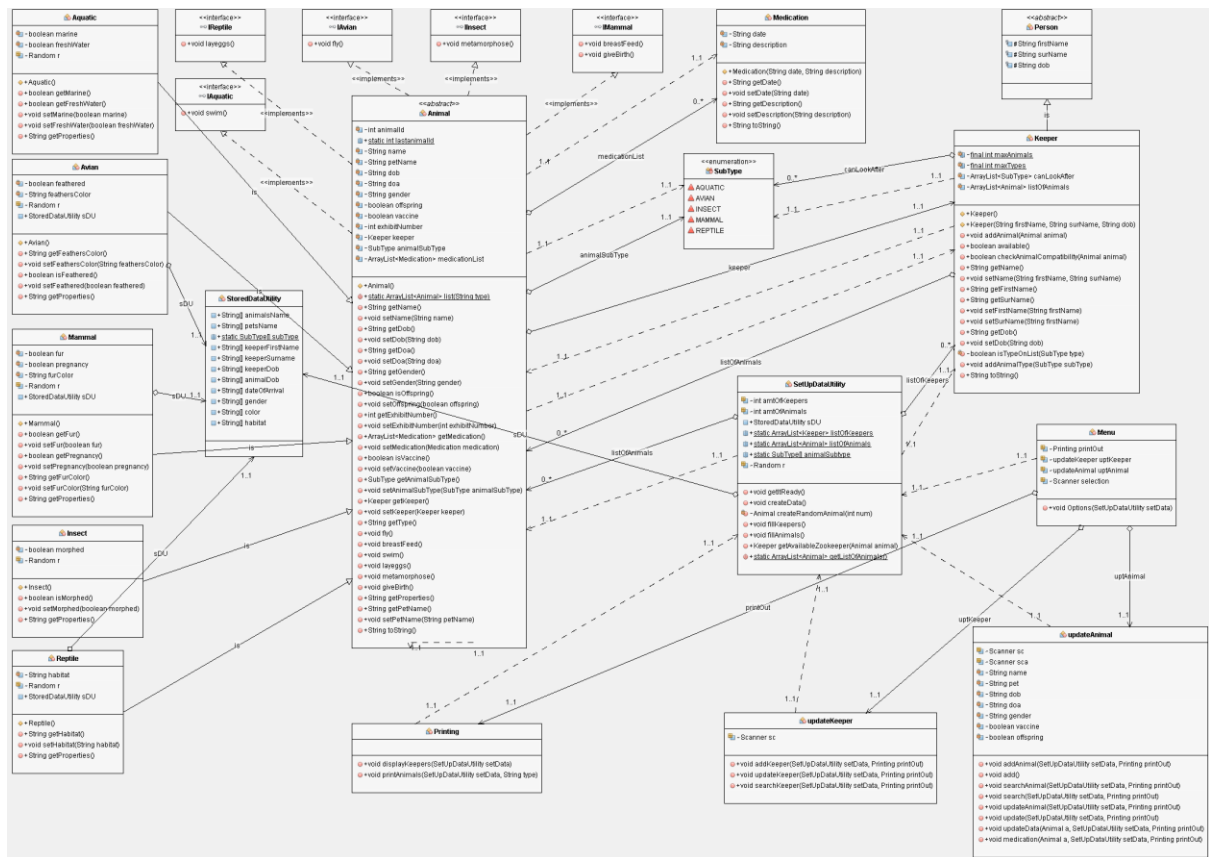 Aquatic
- boolean marine
- boolean freshWater
- Random r
+Aquatic()
+boolean getMarine()
+boolean getFreshWater()
+void setMarine(boolean marine)
+void setFreshWater(boolean freshWater)
+String getProperties()
<<interface>>
IReptile
+void layeggs()
<<interface>>
IAvian
+void fly()
<<interface>>
IInsect
+void metamorphose()
<<interface>>
IMammal
+void breastFeed()
+void giveBirth()
<<interface>>
IAquatic
+void swim()
<<implements>>
<<implements>>
<<implements>>
<<implements>>
<<implements>>
Medication
-String date
-String description
+Medication(String date, String description)
+String getDate()
+void setDate(String date)
+String getDescription()
+void setDescription(String description)
+String toString()
<<abstract>>
Person
#String firstName
#String surName
#String dob
is
Avian
- boolean feathered
- String feathersColor
- Random r
+StoredDataUtility sDU
+Avian()
+String getFeathersColor()
+void setFeathersColor(String feathersColor)
+boolean isFeathered()
+void setFeathered(boolean feathered)
+String getProperties()
<<abstract>>
Animal
-int animalId
+static int lastanimalId
-String name
-String petName
-String dob
-String doa
-String gender
-boolean offspring
-boolean vaccine
-int exhibitNumber
-Keeper keeper
-SubType animalSubType
-ArrayList<Medication> medicationList
+Animal()
+static ArrayList<Animal> list(String type)
+String getName()
+void setName(String name)
+String getDob()
+void setDob(String dob)
+String getDoa()
+void setDoa(String doa)
+String getGender()
+void setGender(String gender)
+boolean isOffspring()
+void setOffspring(boolean offspring)
+int getExhibitNumber()
+void setExhibitNumber(int exhibitNumber)
+ArrayList<Medication> getMedication()
+void setMedication(Medication medication)
+boolean isVaccine()
+void setVaccine(boolean vaccine)
+SubType getAnimalSubType()
+void setAnimalSubType(SubType animalSubType)
+Keeper getKeeper()
+void setKeeper(Keeper keeper)
+String getType()
+void fly()
+void breastFeed()
+void swim()
+void layeggs()
+void metamorphose()
+void giveBirth()
+String getProperties()
+String getPetName()
+void setPetName(String petName)
+String toString()
<<enumeration>>
SubType
AQUATIC
AVIAN
INSECT
MAMMAL
REPTILE
Keeper
-final int maxAnimals
-final int maxTypes
-ArrayList<SubType> canLookAfter
-ArrayList<Animal> listOfAnimals
+Keeper()
+Keeper(String firstName, String surName, String dob)
+void addAnimal(Animal animal)
+boolean available()
+boolean checkAnimalCompatibility(Animal animal)
+String getName()
+void setName(String firstName, String surName)
+String getFirstName()
+String getSurName()
+void setFirstName(String firstName)
+void setSurName(String firstName)
+String getDob()
+void setDob(String dob)
-boolean isTypeOnList(SubType type)
+void addAnimalType(SubType subType)
+String toString()
medicationList
canLookAfter
animalSubType
keeper
listOfAnimals
listOfKeepers
StoredDataUtility
+String[] animalsName
+String[] petsName
+static SubType[] subType
+String[] keeperFirstName
+String[] keeperSurname
+String[] keeperDob
+String[] animalDob
+String[] dateOfArrival
+String[] gender
+String[] color
+String[] habitat
Mammal
-boolean fur
-boolean pregnancy
-String furColor
-Random r
+StoredDataUtility sDU
+Mammal()
+boolean getFur()
+void setFur(boolean fur)
+boolean getPregnancy()
+void setPregnancy(boolean pregnancy)
+String getFurColor()
+void setFurColor(String furColor)
+String getProperties()
SetUpDataUtility
-int amtOfKeepers
-int amtOfAnimals
+StoredDataUtility sDU
+static ArrayList<Keeper> listOfKeepers
+static ArrayList<Animal> listOfAnimals
+static SubType[] animalSubtype
-Random r
+void getItReady()
+void createData()
-Animal createRandomAnimal(int num)
+void fillKeepers()
+void fillAnimals()
+Keeper getAvailableZookeeper(Animal animal)
+static ArrayList<Animal> getListOfAnimals()
Menu
-Printing printOut
-updateKeeper uptKeeper
-updateAnimal uptAnimal
-Scanner selection
+void Options(SetUpDataUtility setData)
listOfAnimals
sDU
sDU
sDU
sDU
is
is
is
is
is
Insect
-boolean morphed
-Random r
+Insect()
+boolean isMorphed()
+void setMorphed(boolean morphed)
+String getProperties()
Reptile
-String habitat
-Random r
+StoredDataUtility sDU
+Reptile()
+String getHabitat()
+void setHabitat(String habitat)
+String getProperties()
printOut
uptKeeper
uptAnimal
Printing
+void displayKeepers(SetUpDataUtility setData)
+void printAnimals(SetUpDataUtility setData, String type)
updateKeeper
-Scanner sc
+void addKeeper(SetUpDataUtility setData, Printing printOut)
+void updateKeeper(SetUpDataUtility setData, Printing printOut)
+void searchKeeper(SetUpDataUtility setData, Printing printOut)
updateAnimal
-Scanner sc
-Scanner sca
-String name
-String pet
-String dob
-String doa
-String gender
-boolean vaccine
-boolean offspring
+void addAnimal(SetUpDataUtility setData, Printing printOut)
+void add()
+void searchAnimal(SetUpDataUtility setData, Printing printOut)
+void search(SetUpDataUtility setData, Printing printOut)
+void updateAnimal(SetUpDataUtility setData, Printing printOut)
+void update(SetUpDataUtility setData, Printing printOut)
+void updateData(Animal a, SetUpDataUtility setData, Printing printOut)
+void medication(Animal a, SetUpDataUtility setData, Printing printOut)